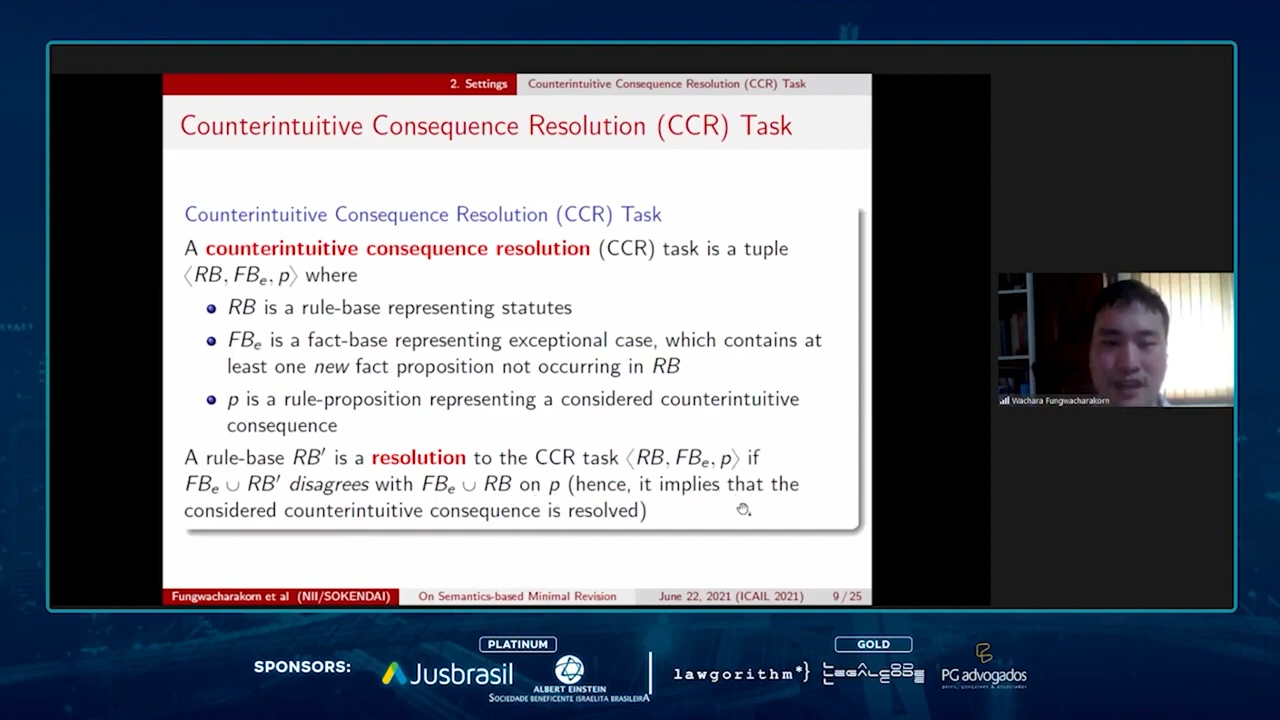 2. Settings
Counterintuitive Consequence Resolution (CCR) Task
Counterintuitive Consequence Resolution (CCR) Task
Counterintuitive Consequence Resolution (CCR) Task
A counterintuitive consequence resolution (CCR) task is a tuple
⟨RB, FBₑ, p⟩ where
RB is a rule-base representing statutes
FBₑ is a fact-base representing exceptional case, which contains at
least one new fact proposition not occurring in RB
p is a rule-proposition representing a considered counterintuitive
consequence
A rule-base RB′ is a resolution to the CCR task ⟨RB, FBₑ, p⟩ if
FBₑ ∪ RB′ disagrees with FBₑ ∪ RB on p (hence, it implies that the
considered counterintuitive consequence is resolved)
Fungwacharakorn et al (NII/SOKENDAI)
On Semantics-based Minimal Revision
June 22, 2021 (ICAIL 2021)
9 / 25
Wachara Fungwacharakorn
SPONSORS:
PLATINUM
Jusbrasil
ALBERT EINSTEIN
SOCIEDADE BENEFICENTE ISRAELITA BRASILEIRA
GOLD
lawgorithm*}
LEGALCODE
PG advogados